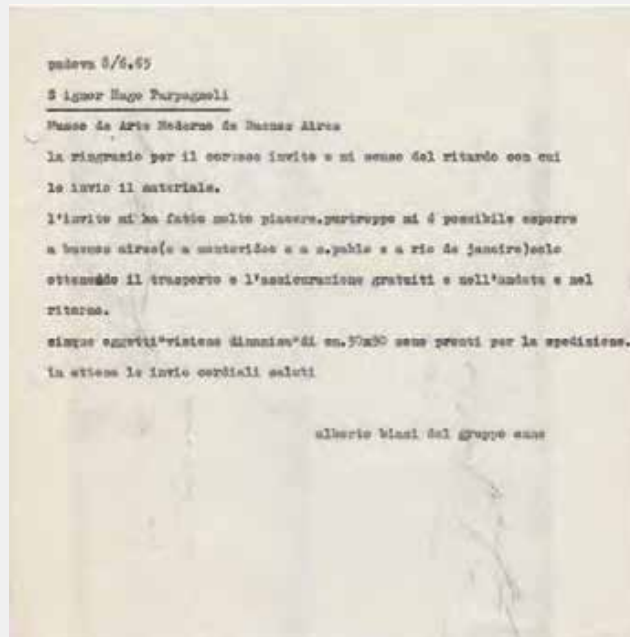 padova 8/6.65
S ignor Hugo Parpagnoli
Museo de Arte Moderno de Buenos Aires
la ringrazio per il cortese invito e mi scuso del ritardo con cui
le invio il materiale.
l'invito mi ha fatto molto piacere.purtroppo mi é possibile esporre
a buenos aires(e a montevideo e a s.pablo e a rio de janeiro)solo
ottenendo il trasporto e l'assicurazione gratuiti e nell'andata e nel
ritorno.
cinque oggetti"visione dinamica"di cm. sono pronti per la spedizione.
in attesa le invio cordiali saluti
alberto biasi del gruppo enne